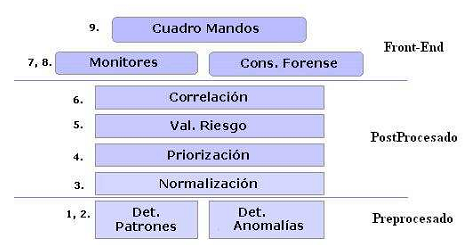 9. Cuadro Mandos
Front-End
7, 8. Monitores Cons. Forense
6. Correlación
5. Val. Riesgo
PostProcesado
4. Priorización
3. Normalización
1, 2. Det. Patrones Det. Anomalías
Preprocesado